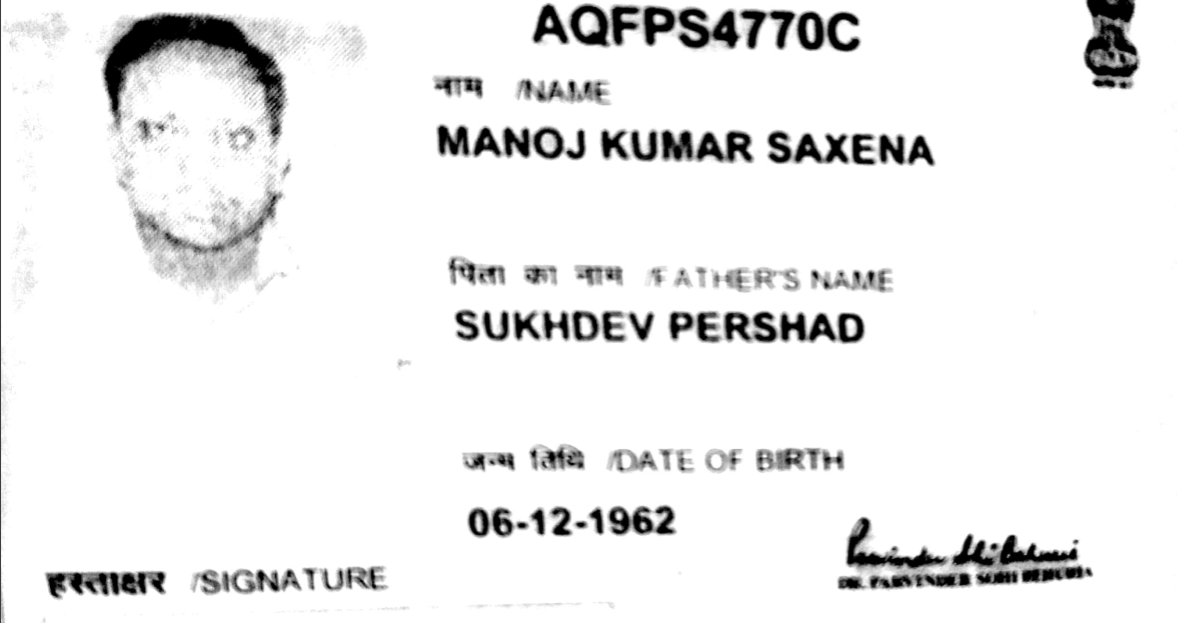 AQFPS4770C
नाम /NAME
MANOJ KUMAR SAXENA
पिता का नाम /FATHER'S NAME
SUKHDEV PERSHAD
जन्म तिथि /DATE OF BIRTH
06-12-1962
हस्ताक्षर /SIGNATURE
DR. PARVINDER SOHI BEHURIA